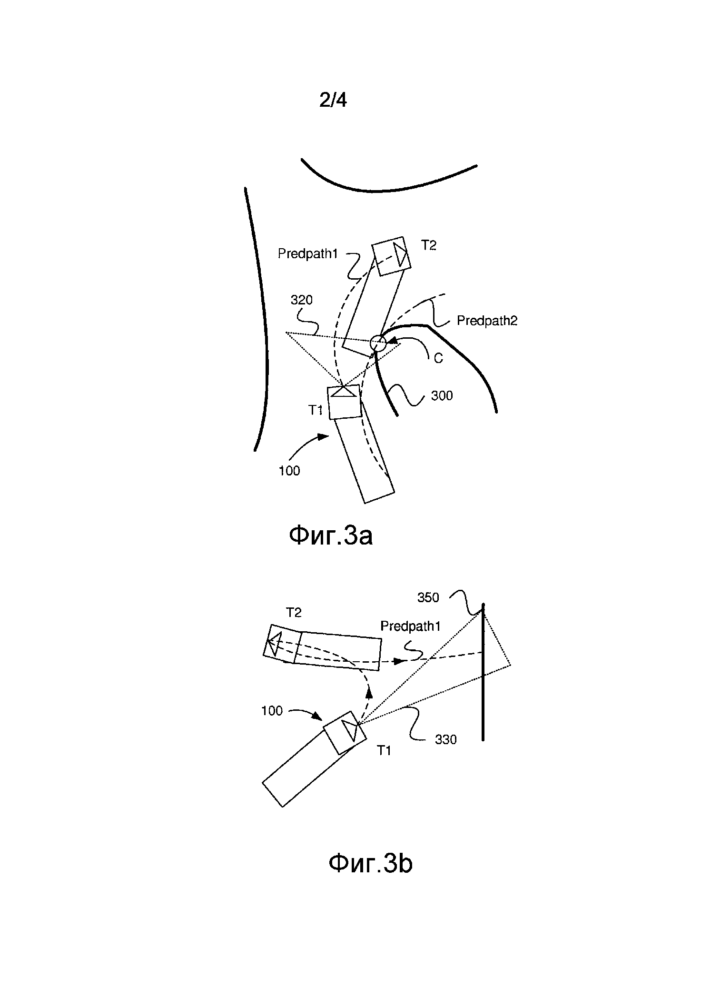 2/4
T2
Predpath1
320
Predpath2
C
300
T1
100
Фиг.3a
350
T2
Predpath1
100
330
T1
Фиг.3b